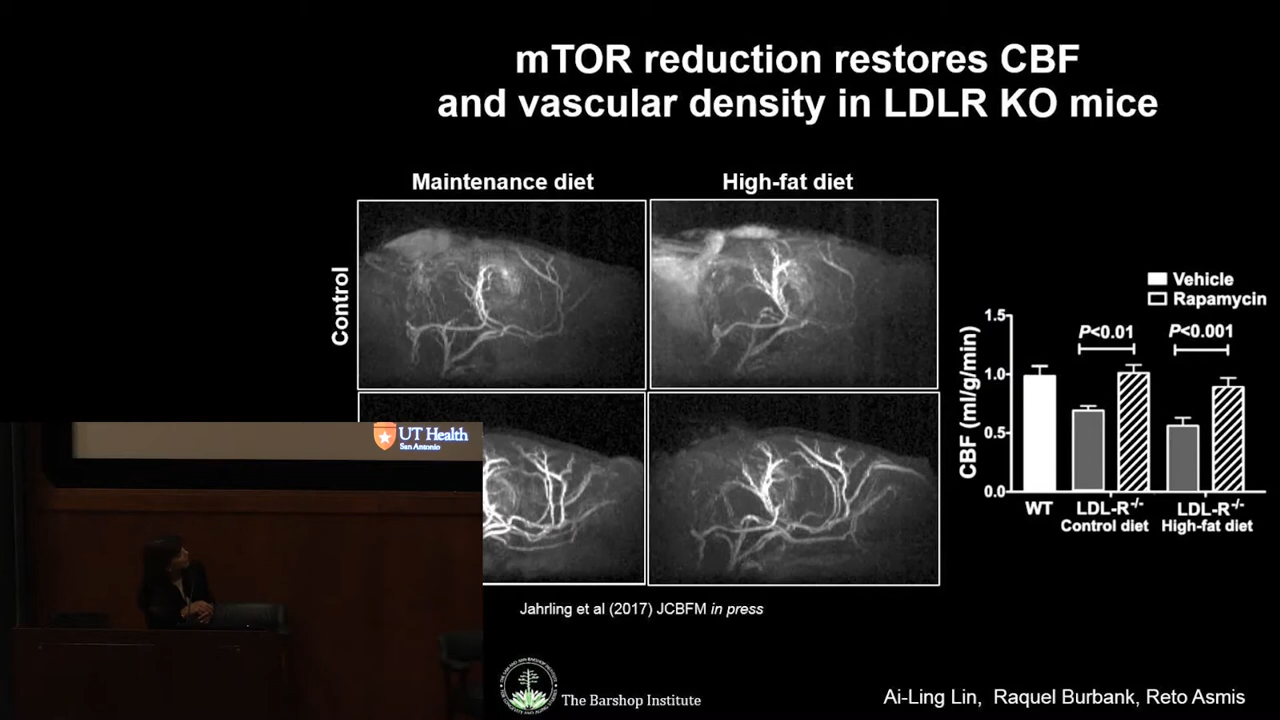 mTOR reduction restores CBF
and vascular density in LDLR KO mice
Maintenance diet
High-fat diet
Control
Vehicle
Rapamycin
CBF (ml/g/min)
1.5
1.0
0.5
0.0
P<0.01
P<0.001
WT
LDL-R-/-
Control diet
LDL-R-/-
High-fat diet
UT Health
San Antonio
Jahrling et al (2017) JCBFM in press
The Barshop Institute
Ai-Ling Lin, Raquel Burbank, Reto Asmis